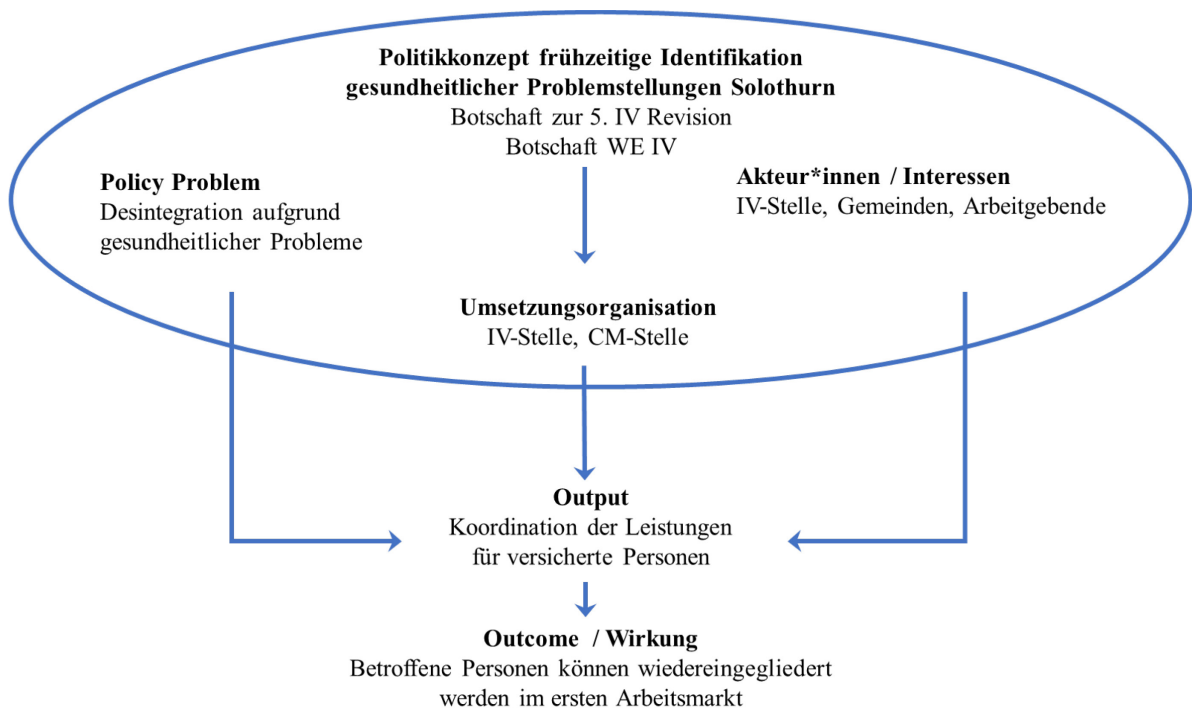 Politikkonzept frühzeitige Identifikation
gesundheitlicher Problemstellungen Solothurn
Botschaft zur 5. IV Revision
Botschaft WE IV
Policy Problem
Desintegration aufgrund
gesundheitlicher Probleme
Akteur*innen / Interessen
IV-Stelle, Gemeinden, Arbeitgebende
Umsetzungsorganisation
IV-Stelle, CM-Stelle
Output
Koordination der Leistungen
für versicherte Personen
Outcome / Wirkung
Betroffene Personen können wiedereingegliedert
werden im ersten Arbeitsmarkt